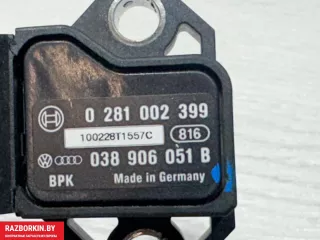 0 281 002 399
100228T1557C
816
038 906 051 B
BPK Made in Germany
RAZBORKIN.BY